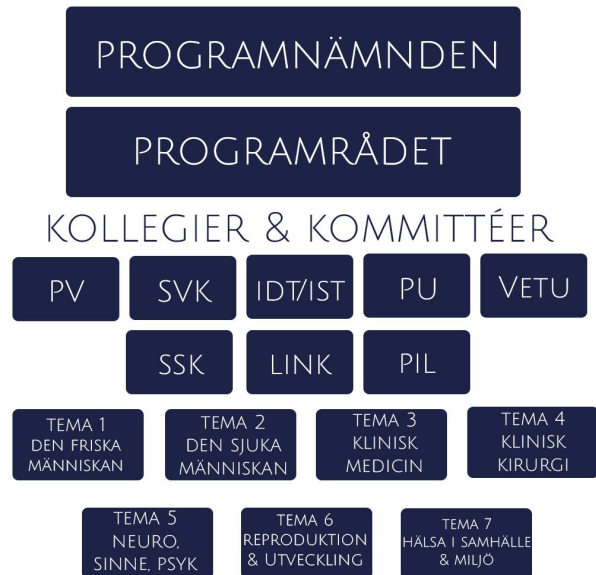 PROGRAMNÄMNDEN
PROGRAMRÅDET
KOLLEGIER & KOMMITTÉER
PV
SVK
IDT/IST
PU
VETU
SSK
LINK
PIL
TEMA 1
DEN FRISKA
MÄNNISKAN
TEMA 2
DEN SJUKA
MÄNNISKAN
TEMA 3
KLINISK
MEDICIN
TEMA 4
KLINISK
KIRURGI
TEMA 5
NEURO,
SINNE, PSYK
TEMA 6
REPRODUKTION
& UTVECKLING
TEMA 7
HÄLSA I SAMHÄLLE
& MILJÖ